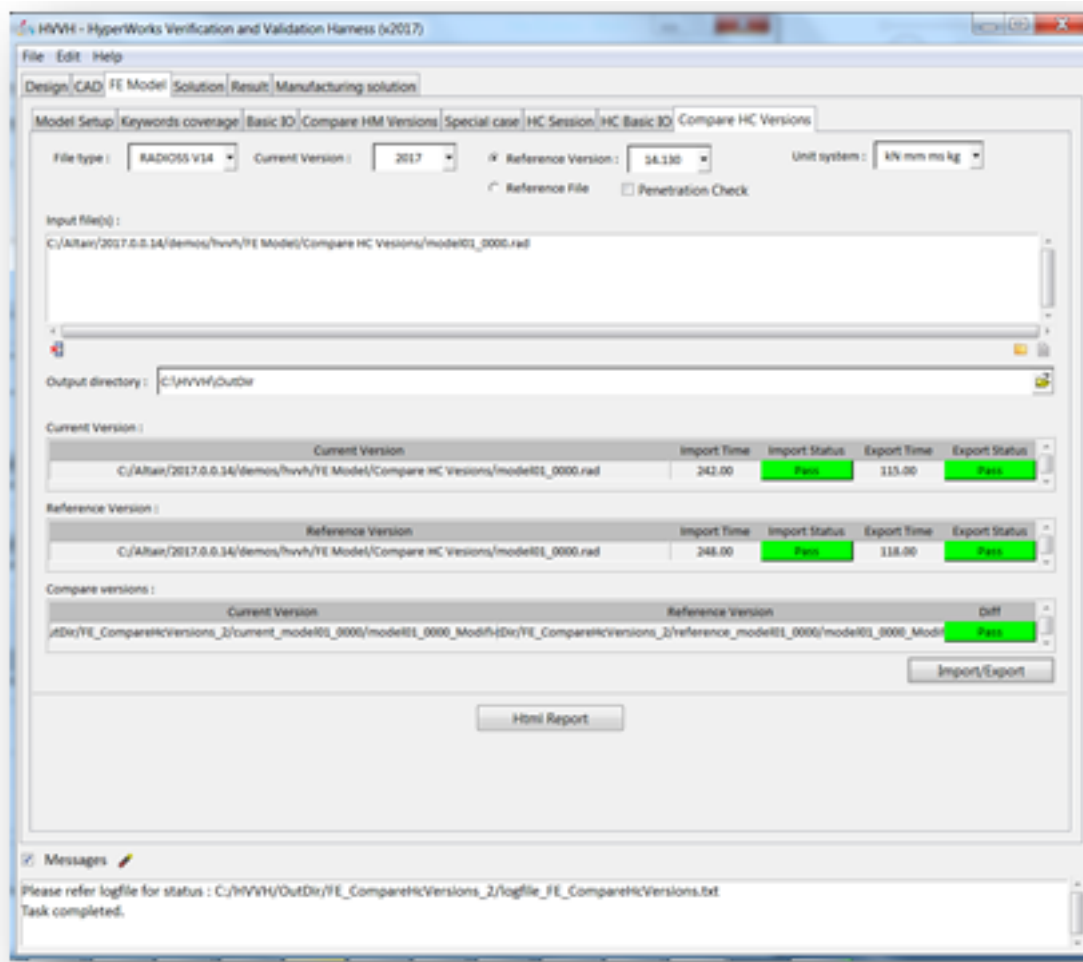 HVVH - HyperWorks Verification and Validation Harness (v2017)
File Edit Help
Design CAD FE Model Solution Result Manufacturing solution
Model Setup Keywords coverage Basic IO Compare HM Versions Special case HC Session HC Basic IO Compare HC Versions
File type : RADIOSS V14 Current Version : 2017 Reference Version : 14.130 Unit system : kN mm ms kg
Reference File Penetration Check
Input file(s) :
C:/Altair/2017.0.0.14/demos/hvvh/FE Model/Compare HC Vesions/model01_0000.rad
Output directory : C:\HVVH\OutDir
Current Version :
Current Version Import Time Import Status Export Time Export Status
C:/Altair/2017.0.0.14/demos/hvvh/FE Model/Compare HC Vesions/model01_0000.rad 242.00 Pass 115.00 Pass
Reference Version :
Reference Version Import Time Import Status Export Time Export Status
C:/Altair/2017.0.0.14/demos/hvvh/FE Model/Compare HC Vesions/model01_0000.rad 248.00 Pass 118.00 Pass
Compare versions :
Current Version Reference Version Diff
utDir/FE_CompareHcVersions_2/current_model01_0000/model01_0000_Modif tDir/FE_CompareHcVersions_2/reference_model01_0000/model01_0000_Modif Pass
Import/Export
Html Report
Messages
Please refer logfile for status : C:/HVVH/OutDir/FE_CompareHcVersions_2/logfile_FE_CompareHcVersions.txt
Task completed.